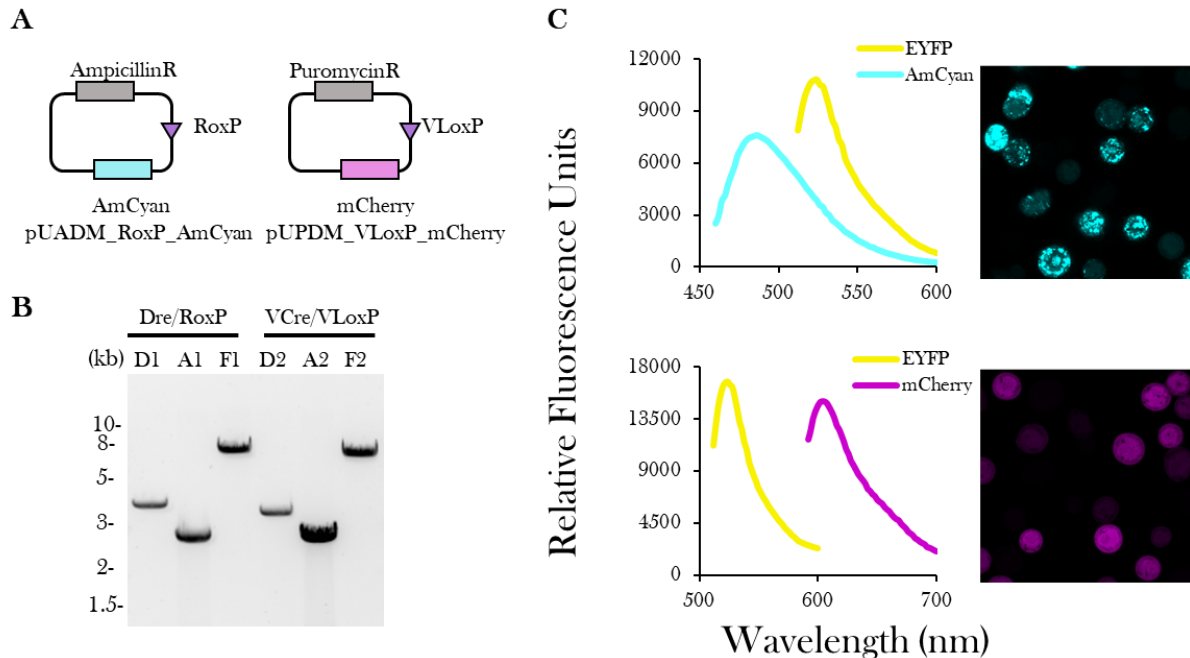 A
AmpicillinR
PuromycinR
RoxP
VLoxP
AmCyan
mCherry
pUADM_RoxP_AmCyan
pUPDM_VLoxP_mCherry
B
Dre/RoxP
VCre/VLoxP
(kb)
D1
A1
F1
D2
A2
F2
10-
8-
5-
3-
2-
1.5-
C
Relative Fluorescence Units
EYFP
AmCyan
12000
9000
6000
3000
0
450
500
550
600
EYFP
mCherry
18000
13500
9000
4500
0
500
600
700
Wavelength (nm)